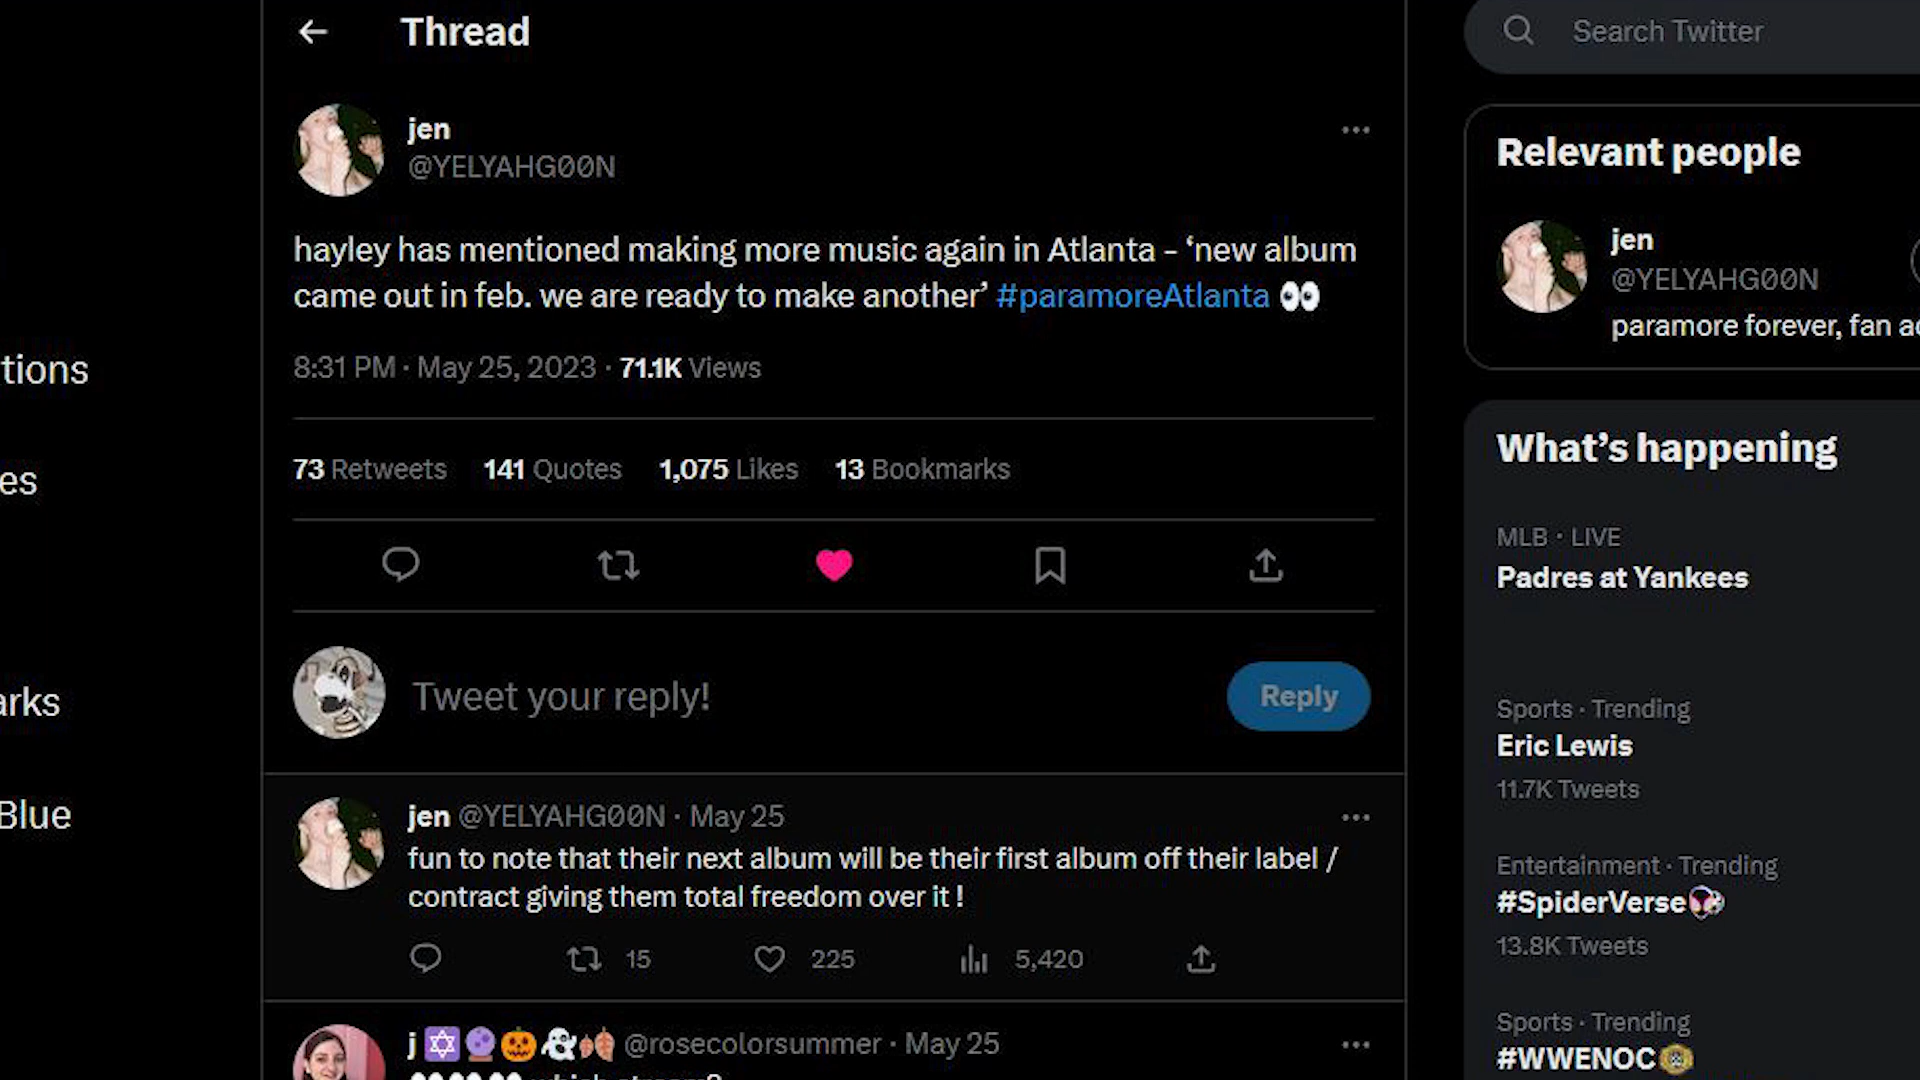 Thread
Search Twitter
jen
@YELYAHG00N
hayley has mentioned making more music again in Atlanta - ‘new album
came out in feb. we are ready to make another’ #paramoreAtlanta 👀
8:31 PM · May 25, 2023 · 71.1K Views
73 Retweets 141 Quotes 1,075 Likes 13 Bookmarks
Tweet your reply!
Reply
jen @YELYAHG00N · May 25
fun to note that their next album will be their first album off their label /
contract giving them total freedom over it !
15 225 5,420
j 🔯🔮🎃👻🍂 @rosecolorsummer · May 25
Relevant people
jen
@YELYAHG00N
paramore forever, fan
What’s happening
MLB · LIVE
Padres at Yankees
Sports · Trending
Eric Lewis
11.7K Tweets
Entertainment · Trending
#SpiderVerse
13.8K Tweets
Sports · Trending
#WWENOC
tions
es
arks
Blue